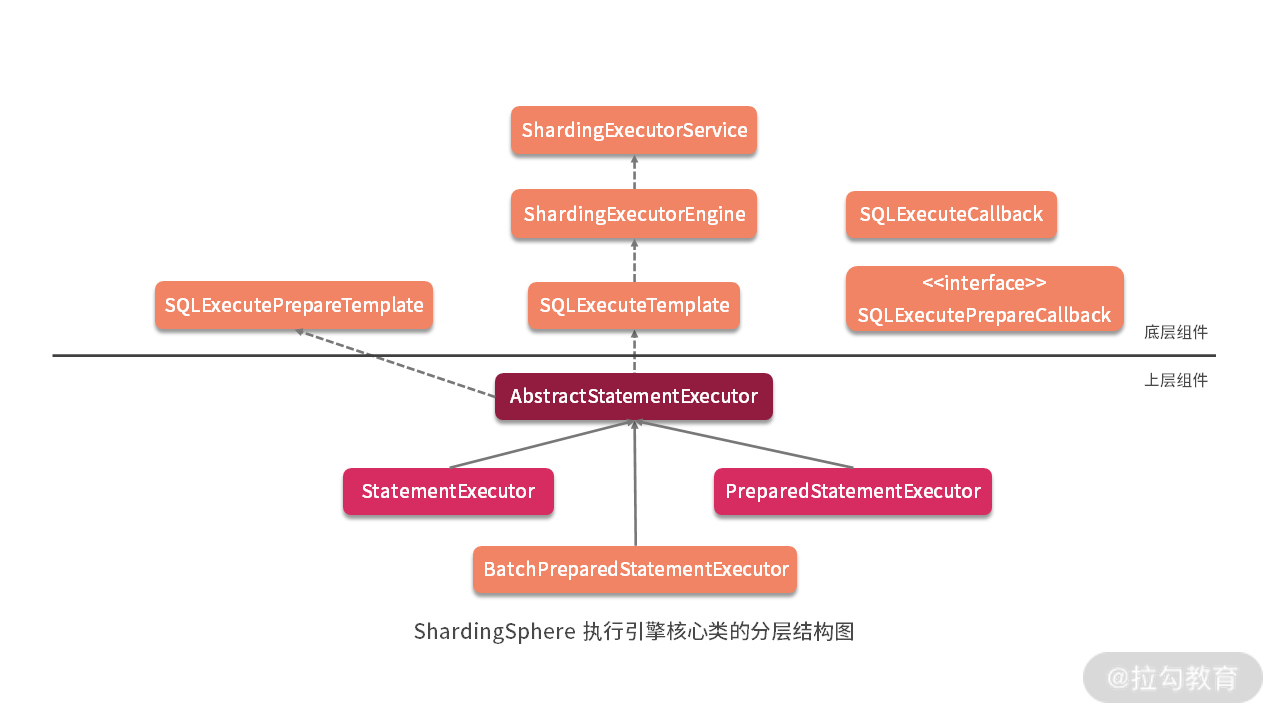 ShardingExecutorService
ShardingExecutorEngine
SQLExecuteCallback
SQLExecutePrepareTemplate
SQLExecuteTemplate
<<interface>>
SQLExecutePrepareCallback
底层组件
上层组件
AbstractStatementExecutor
StatementExecutor
PreparedStatementExecutor
BatchPreparedStatementExecutor
ShardingSphere 执行引擎核心类的分层结构图
@拉勾教育